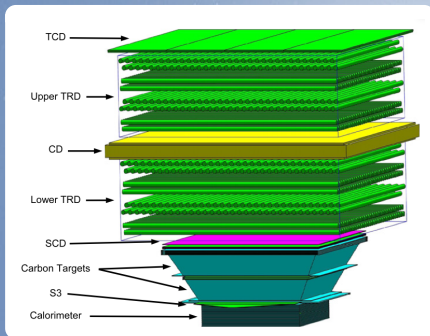 TCD
Upper TRD
CD
Lower TRD
SCD
Carbon Targets
S3
Calorimeter